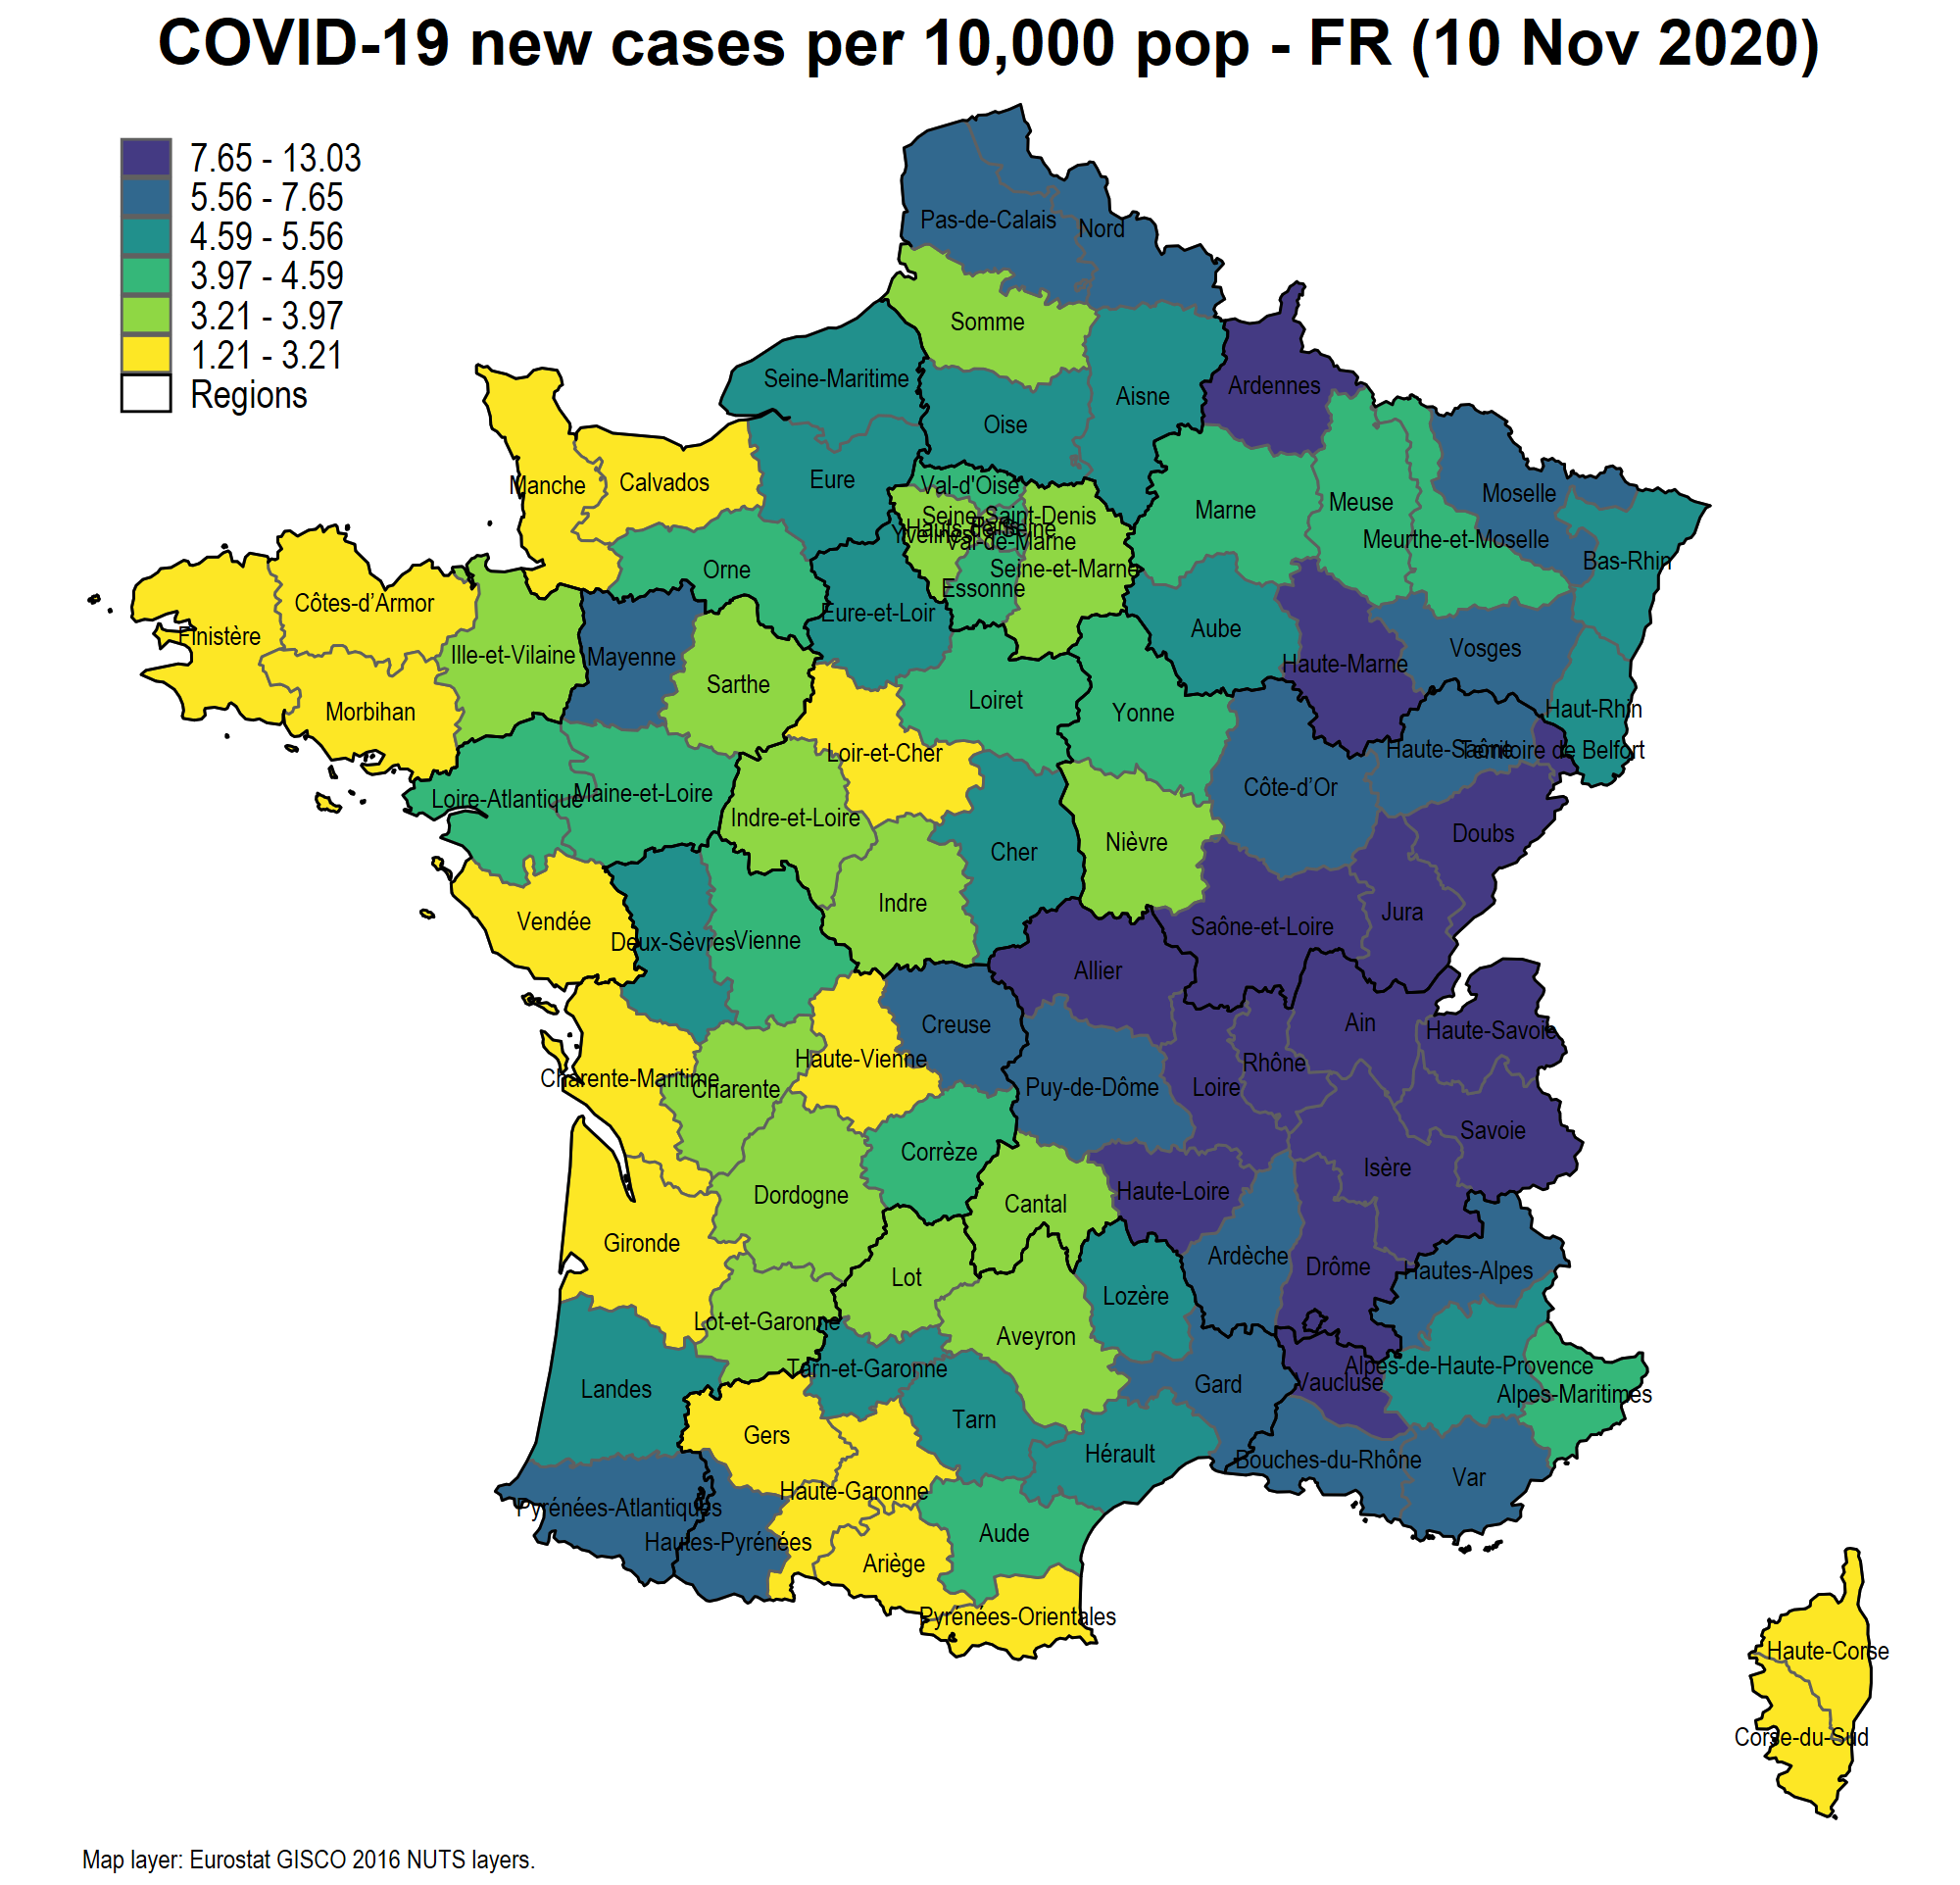 COVID-19 new cases per 10,000 pop - FR (10 Nov 2020)
7.65 - 13.03
5.56 - 7.65
4.59 - 5.56
3.97 - 4.59
3.21 - 3.97
1.21 - 3.21
Regions
Pas-de-Calais
Nord
Somme
Seine-Maritime
Oise
Aisne
Ardennes
Manche
Calvados
Eure
Val-d'Oise
Marne
Meuse
Moselle
Seine-Saint-Denis
Paris
Yvelines
Hauts-de-Seine
Val-de-Marne
Meurthe-et-Moselle
Bas-Rhin
Orne
Seine-et-Marne
Essonne
Côtes-d’Armor
Eure-et-Loir
Finistère
Ille-et-Vilaine
Mayenne
Aube
Vosges
Haute-Marne
Sarthe
Morbihan
Loiret
Yonne
Haut-Rhin
Loir-et-Cher
Haute-Saône
Territoire de Belfort
Loire-Atlantique
Maine-et-Loire
Côte-d’Or
Indre-et-Loire
Doubs
Cher
Nièvre
Vendée
Indre
Jura
Saône-et-Loire
Deux-Sèvres
Vienne
Allier
Creuse
Ain
Haute-Savoie
Haute-Vienne
Rhône
Charente-Maritime
Charente
Puy-de-Dôme
Loire
Savoie
Corrèze
Isère
Dordogne
Cantal
Haute-Loire
Gironde
Ardèche
Drôme
Hautes-Alpes
Lot
Lozère
Lot-et-Garonne
Aveyron
Tarn-et-Garonne
Alpes-de-Haute-Provence
Landes
Gard
Vaucluse
Alpes-Maritimes
Gers
Tarn
Hérault
Bouches-du-Rhône
Var
Haute-Garonne
Pyrénées-Atlantiques
Hautes-Pyrénées
Aude
Ariège
Pyrénées-Orientales
Haute-Corse
Corse-du-Sud
Map layer: Eurostat GISCO 2016 NUTS layers.